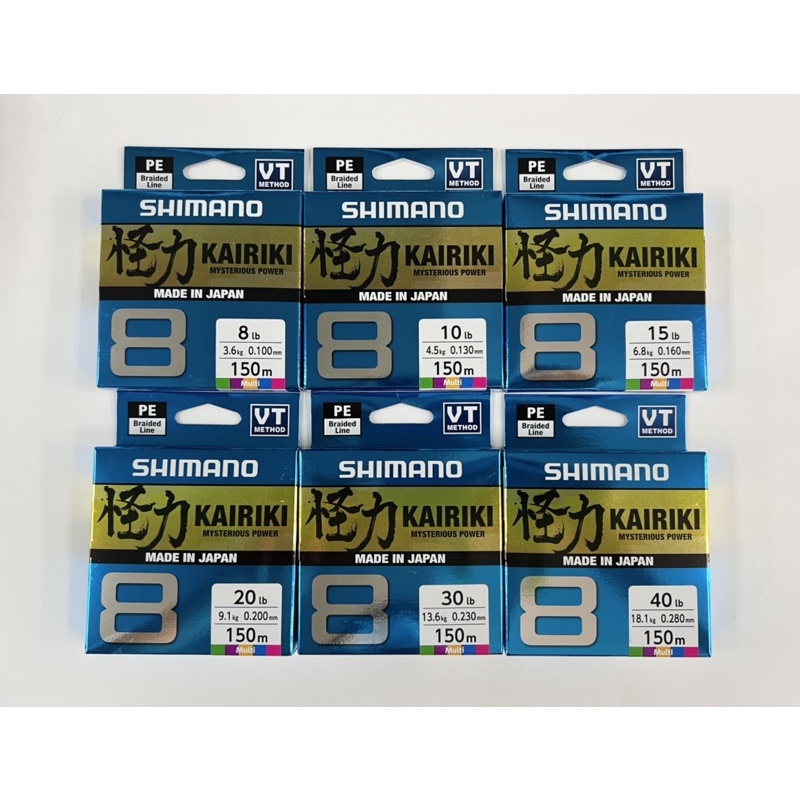 PE
Braided
Line
VT
METHOD
SHIMANO
怪力 KAIRIKI
MYSTERIOUS POWER
MADE IN JAPAN
8
8 lb
3.6kg 0.100mm
150m
Multi
PE
Braided
Line
VT
METHOD
SHIMANO
怪力 KAIRIKI
MYSTERIOUS POWER
MADE IN JAPAN
8
10 lb
4.5kg 0.130mm
150m
Multi
PE
Braided
Line
VT
METHOD
SHIMANO
怪力 KAIRIKI
MYSTERIOUS POWER
MADE IN JAPAN
8
15 lb
6.8kg 0.160mm
150m
Multi
PE
Braided
Line
VT
METHOD
SHIMANO
怪力 KAIRIKI
MYSTERIOUS POWER
MADE IN JAPAN
8
20 lb
9.1kg 0.200mm
150m
Multi
PE
Braided
Line
VT
METHOD
SHIMANO
怪力 KAIRIKI
MYSTERIOUS POWER
MADE IN JAPAN
8
30 lb
13.6kg 0.230mm
150m
Multi
PE
Braided
Line
VT
METHOD
SHIMANO
怪力 KAIRIKI
MYSTERIOUS POWER
MADE IN JAPAN
8
40 lb
18.1kg 0.280mm
150m
Multi